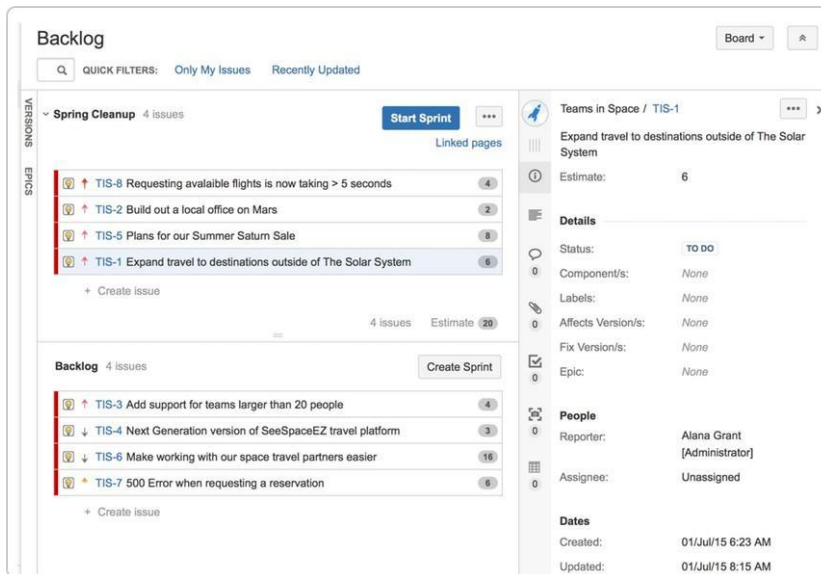 Backlog
Board
QUICK FILTERS: Only My Issues Recently Updated
VERSIONS
EPICS
Spring Cleanup 4 issues
Start Sprint
Linked pages
TIS-8 Requesting avalaible flights is now taking > 5 seconds 4
TIS-2 Build out a local office on Mars 2
TIS-5 Plans for our Summer Saturn Sale 8
TIS-1 Expand travel to destinations outside of The Solar System 6
+ Create issue
4 issues Estimate 20
Backlog 4 issues
Create Sprint
TIS-3 Add support for teams larger than 20 people 4
TIS-4 Next Generation version of SeeSpaceEZ travel platform 3
TIS-6 Make working with our space travel partners easier 16
TIS-7 500 Error when requesting a reservation 6
+ Create issue
0
0
0
0
0
Teams in Space / TIS-1
Expand travel to destinations outside of The Solar
System
Estimate: 6
Details
Status: TO DO
Component/s: None
Labels: None
Affects Version/s: None
Fix Version/s: None
Epic: None
People
Reporter: Alana Grant
[Administrator]
Assignee: Unassigned
Dates
Created: 01/Jul/15 6:23 AM
Updated: 01/Jul/15 8:15 AM